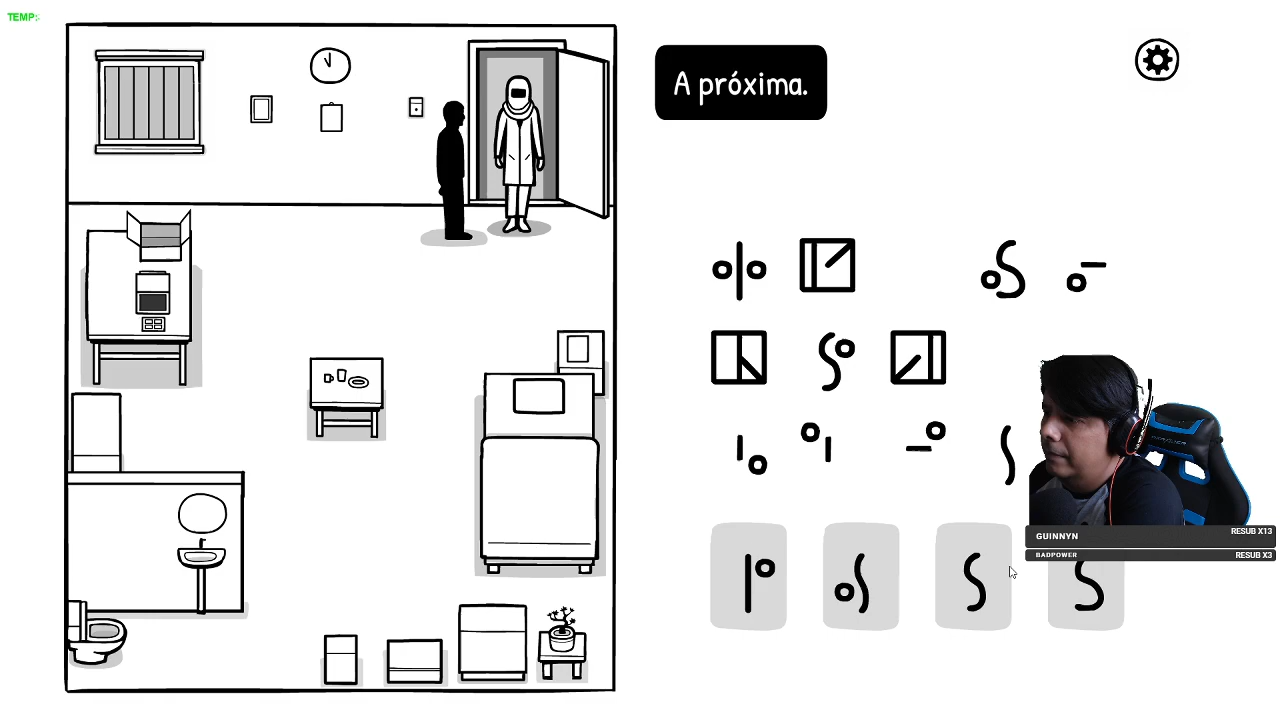 TEMP:
A próxima.
GUINNYN RESUB X13
BADPOWER RESUB X3